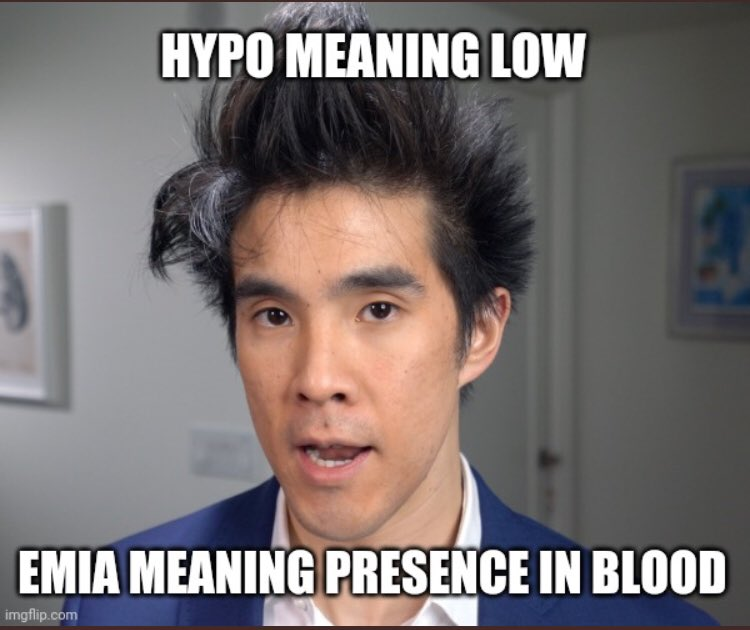 HYPO MEANING LOW
EMIA MEANING PRESENCE IN BLOOD
imgflip.com